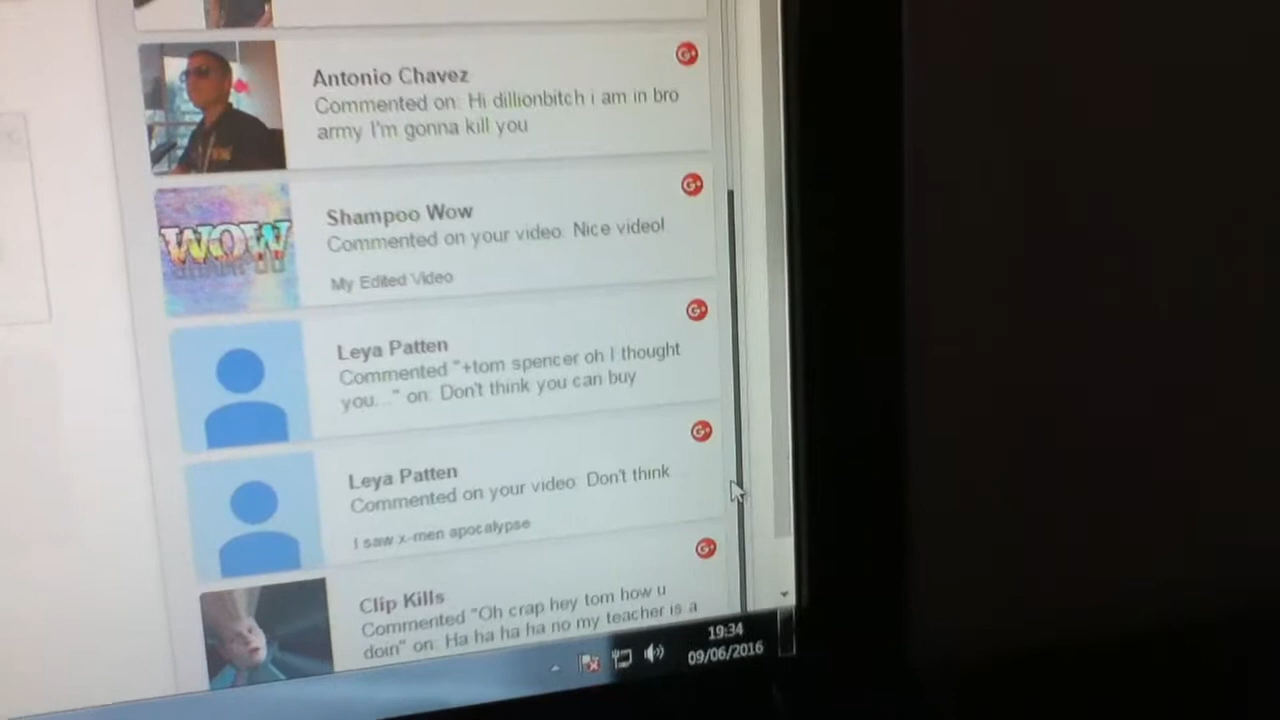 Antonio Chavez
Commented on: Hi dillionbitch i am in bro
army I'm gonna kill you
WOW
Shampoo Wow
Commented on your video: Nice video!
My Edited Video
Leya Patten
Commented "+tom spencer oh I thought
you..." on: Don't think you can buy
Leya Patten
Commented on your video: Don't think
I saw x-men apocalypse
Clip Kills
Commented "Oh crap hey tom how u
doin" on: Ha ha ha ha no my teacher is a
19:34
09/06/2016